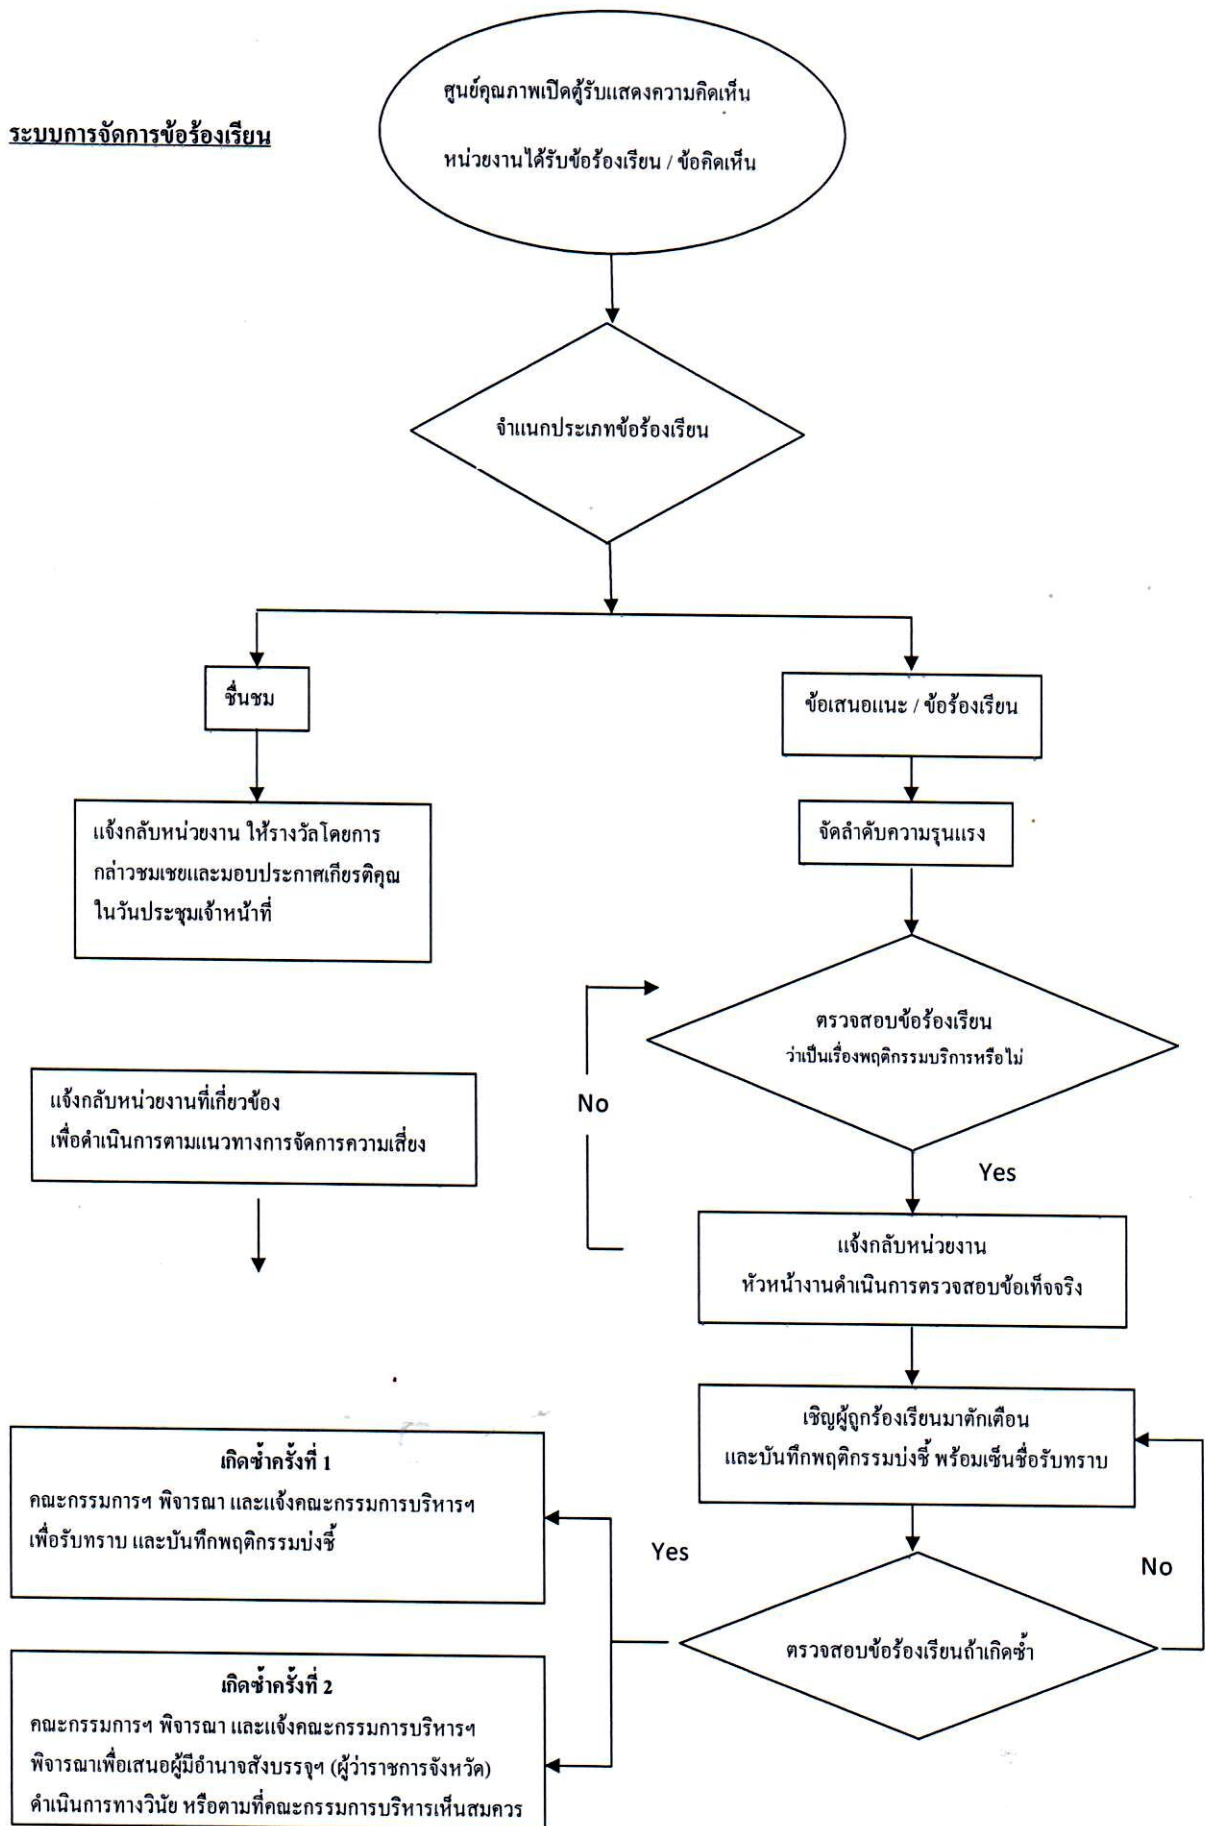 ศูนย์คุณภาพเปิดตู้รับแสดงความคิดเห็น
ระบบการจัดการข้อร้องเรียน
หน่วยงานได้รับข้อร้องเรียน / ข้อคิดเห็น
จำแนกประเภทข้อร้องเรียน
ชื่นชม
ข้อเสนอแนะ / ข้อร้องเรียน
แจ้งกลับหน่วยงาน ให้รางวัลโดยการ
กล่าวชมเชยและมอบประกาศเกียรติคุณ
ในวันประชุมเจ้าหน้าที่
จัดลำดับความรุนแรง
ตรวจสอบข้อร้องเรียน
ว่าเป็นเรื่องพฤติกรรมบริการหรือไม่
No
แจ้งกลับหน่วยงานที่เกี่ยวข้อง
เพื่อดำเนินการตามแนวทางการจัดการความเสี่ยง
Yes
แจ้งกลับหน่วยงาน
หัวหน้างานดำเนินการตรวจสอบข้อเท็จจริง
เชิญผู้ถูกร้องเรียนมาตักเตือน
และบันทึกพฤติกรรมบ่งชี้ พร้อมเซ็นชื่อรับทราบ
เกิดซ้ำครั้งที่ 1
คณะกรรมการฯ พิจารณา และแจ้งคณะกรรมการบริหารฯ
เพื่อรับทราบ และบันทึกพฤติกรรมบ่งชี้
Yes
No
ตรวจสอบข้อร้องเรียนถ้าเกิดซ้ำ
เกิดซ้ำครั้งที่ 2
คณะกรรมการฯ พิจารณา และแจ้งคณะกรรมการบริหารฯ
พิจารณาเพื่อเสนอผู้มีอำนาจสังบรรจุฯ (ผู้ว่าราชการจังหวัด)
ดำเนินการทางวินัย หรือตามที่คณะกรรมการบริหารเห็นสมควร